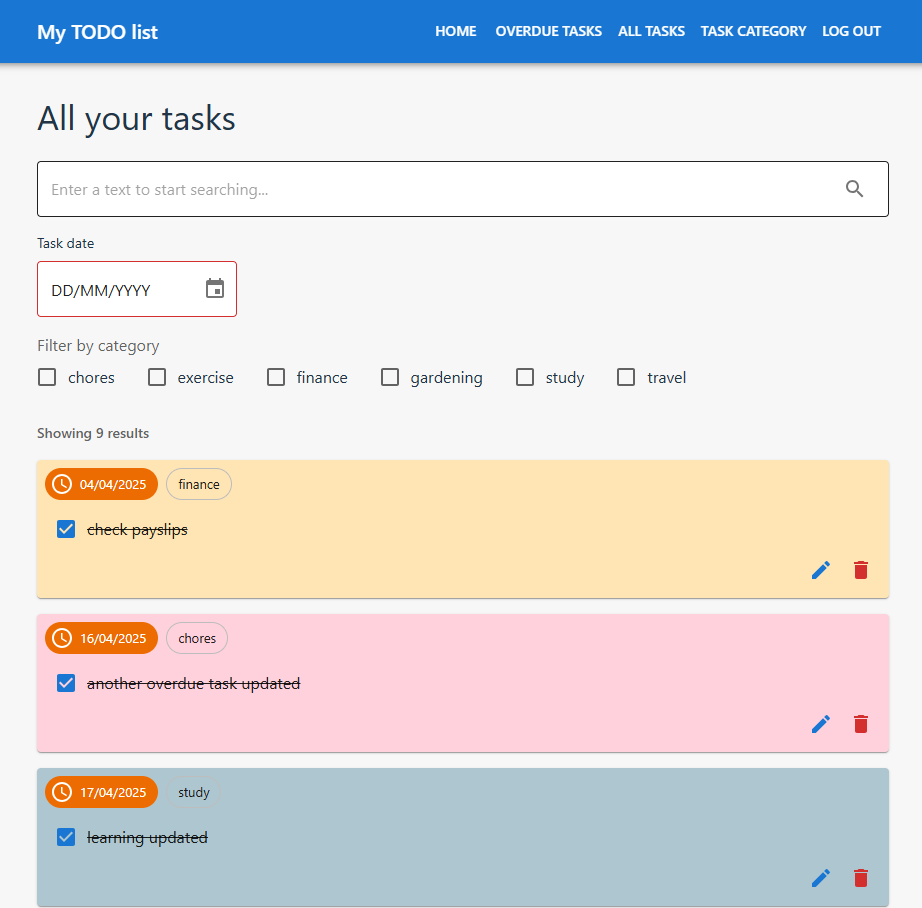 My TODO list HOME OVERDUE TASKS ALL TASKS TASK CATEGORY LOG OUT
All your tasks
Enter a text to start searching...
Task date
DD/MM/YYYY
Filter by category
chores exercise finance gardening study travel
Showing 9 results
04/04/2025 finance
check payslips
16/04/2025 chores
another overdue task updated
17/04/2025 study
learning updated